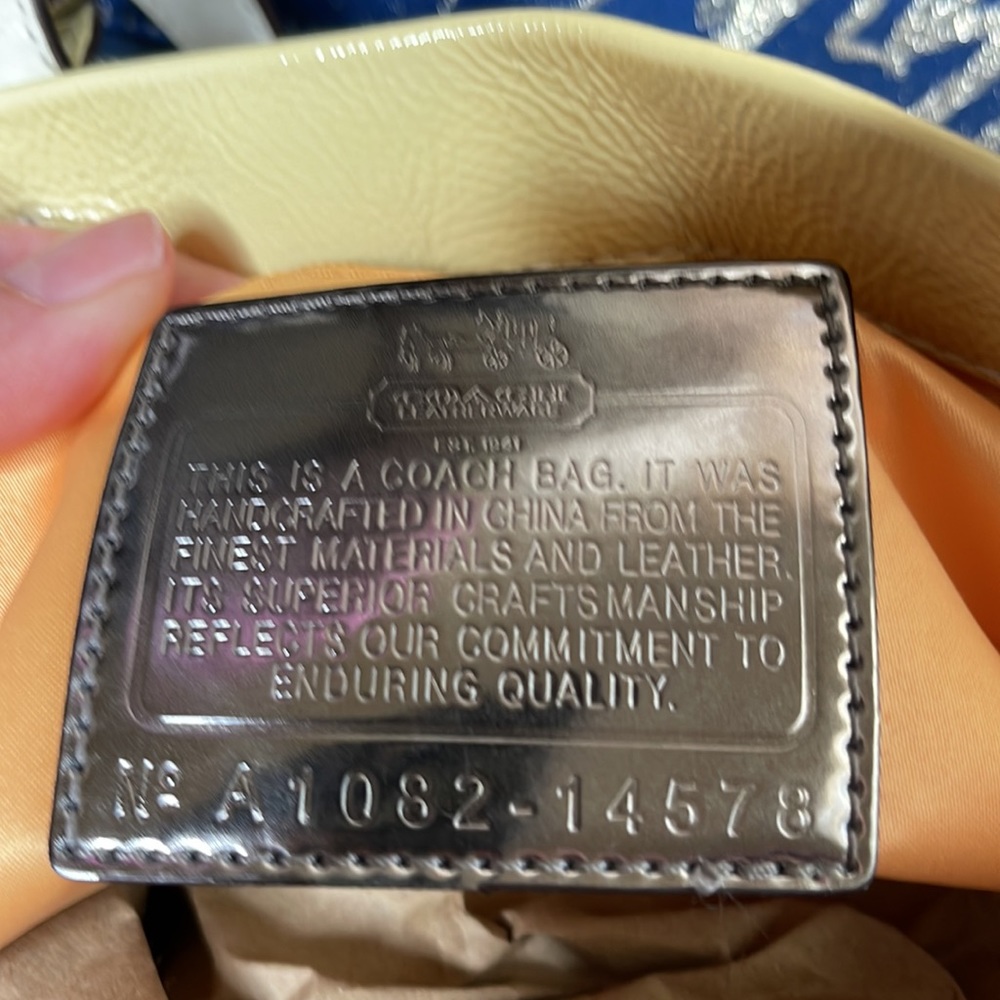 COACH
LEATHERWARE
EST. 1941
THIS IS A COACH BAG. IT WAS
HANDCRAFTED IN CHINA FROM THE
FINEST MATERIALS AND LEATHER.
ITS SUPERIOR CRAFTSMANSHIP
REFLECTS OUR COMMITMENT TO
ENDURING QUALITY.
Nº A1082-14578